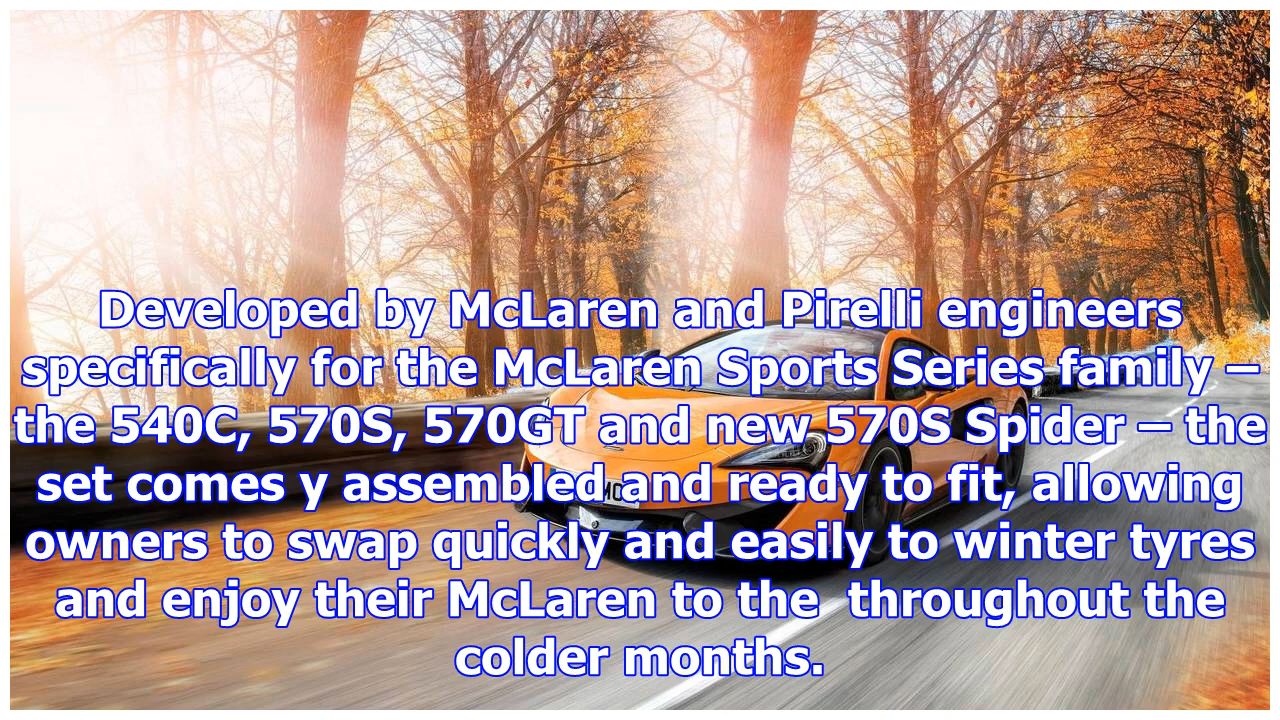 Developed by McLaren and Pirelli engineers
specifically for the McLaren Sports Series family –
the 540C, 570S, 570GT and new 570S Spider – the
set comes y assembled and ready to fit, allowing
owners to swap quickly and easily to winter tyres
and enjoy their McLaren to the  throughout the
colder months.